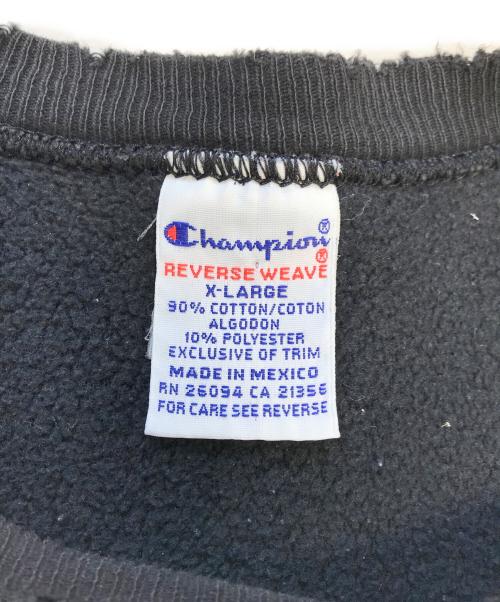 Champion®
REVERSE WEAVE®
X-LARGE
90% COTTON/COTON
ALGODON
10% POLYESTER
EXCLUSIVE OF TRIM
MADE IN MEXICO
RN 26094 CA 21356
FOR CARE SEE REVERSE